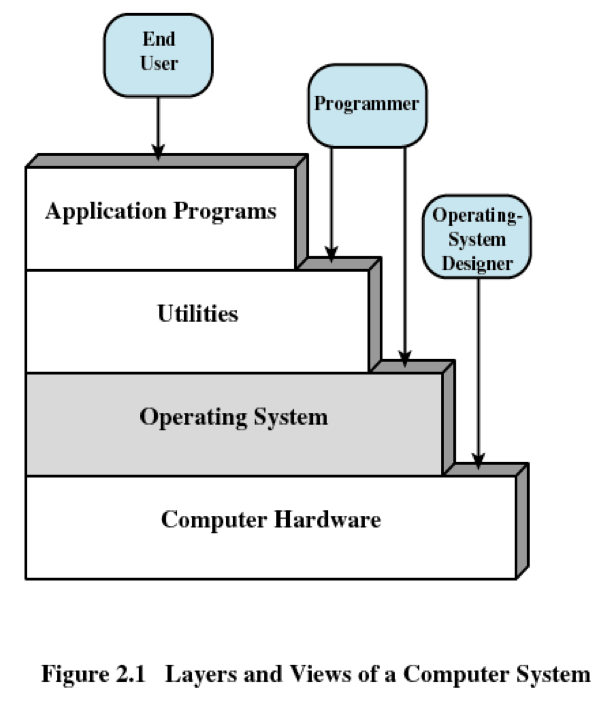 End
User
Programmer
Operating-
System
Designer
Application Programs
Utilities
Operating System
Computer Hardware
Figure 2.1 Layers and Views of a Computer System